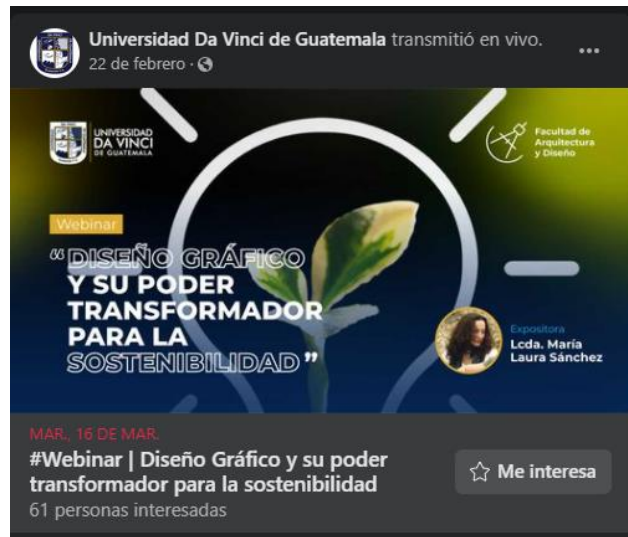 Universidad Da Vinci de Guatemala transmitió en vivo.
22 de febrero ·
UNIVERSIDAD
DA VINCI
DE GUATEMALA
Facultad de
Arquitectura
y Diseño
Webinar
“DISEÑO GRÁFICO
Y SU PODER
TRANSFORMADOR
PARA LA
SOSTENIBILIDAD”
Expositora
Lcda. María
Laura Sánchez
MAR., 16 DE MAR.
#Webinar | Diseño Gráfico y su poder
transformador para la sostenibilidad
61 personas interesadas
Me interesa